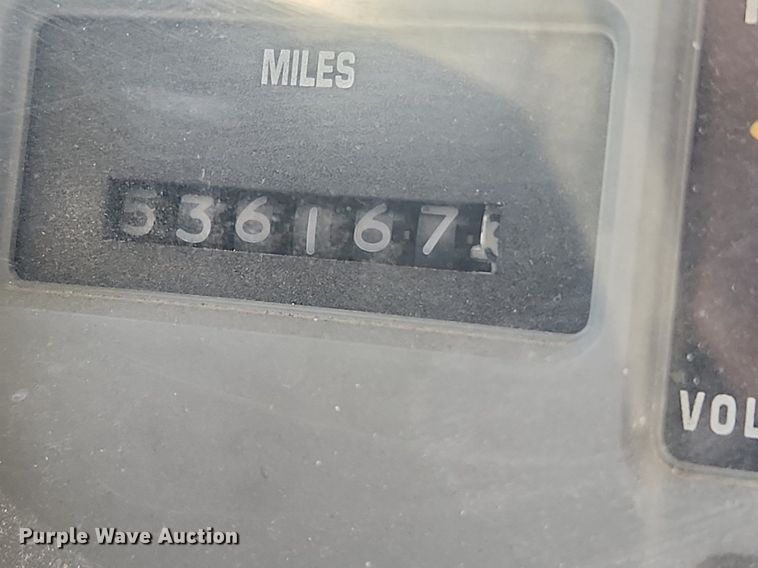 MILES
536167
VOL
Purple Wave Auction